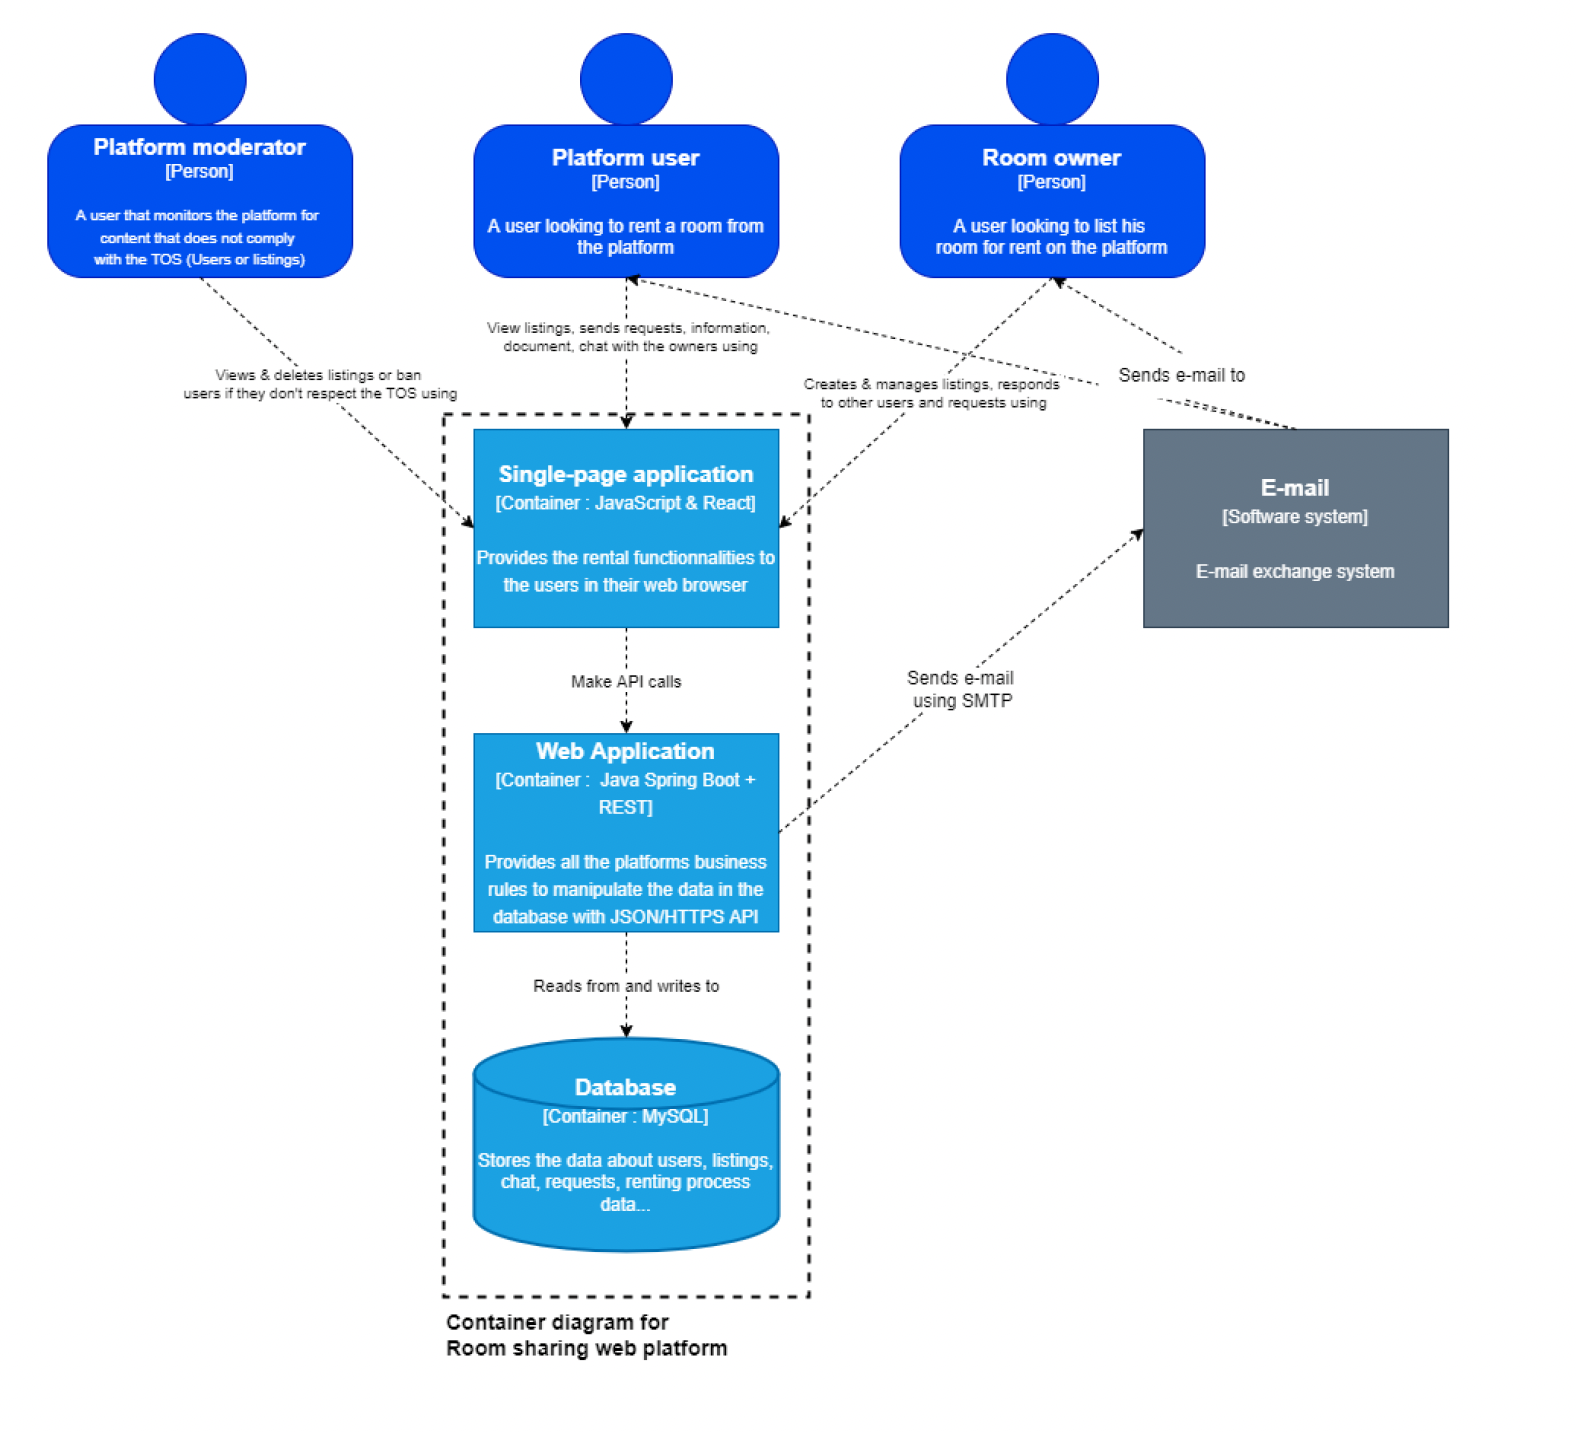 Platform moderator
[Person]
A user that monitors the platform for
content that does not comply
with the TOS (Users or listings)
Platform user
[Person]
A user looking to rent a room from
the platform
Room owner
[Person]
A user looking to list his
room for rent on the platform
View listings, sends requests, information,
document, chat with the owners using
Views & deletes listings or ban
users if they don't respect the TOS using
Creates & manages listings, responds
to other users and requests using
Sends e-mail to
Single-page application
[Container : JavaScript & React]
Provides the rental functionnalities to
the users in their web browser
E-mail
[Software system]
E-mail exchange system
Make API calls
Sends e-mail
using SMTP
Web Application
[Container :  Java Spring Boot +
REST]
Provides all the platforms business
rules to manipulate the data in the
database with JSON/HTTPS API
Reads from and writes to
Database
[Container : MySQL]
Stores the data about users, listings,
chat, requests, renting process
data...
Container diagram for
Room sharing web platform